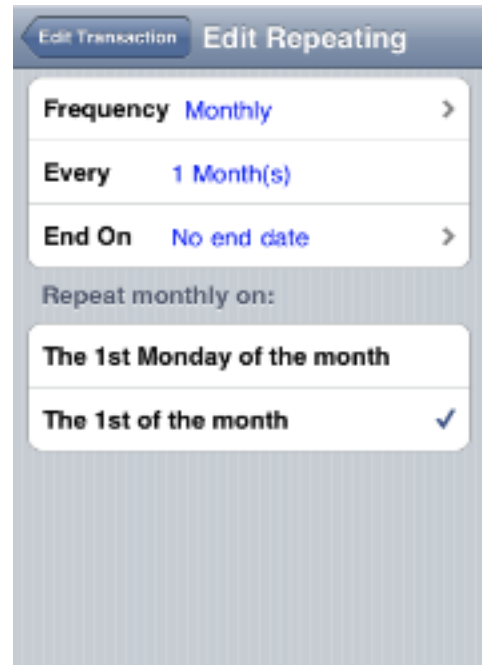 Edit Transaction Edit Repeating
Frequency Monthly
Every 1 Month(s)
End On No end date
Repeat monthly on:
The 1st Monday of the month
The 1st of the month